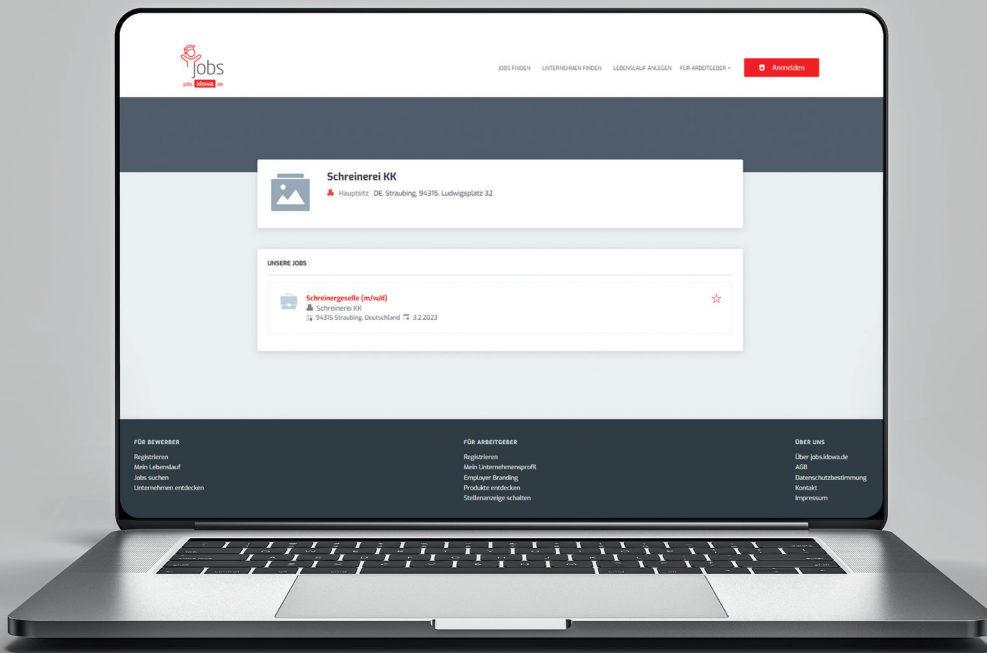 jobs
jobs.idowa.de
JOBS FINDEN UNTERNEHMEN FINDEN LEBENSLAUF ANLEGEN FÜR ARBEITGEBER
Anmelden
Schreinerei KK
Hauptsitz DE, Straubing, 94315, Ludwigsplatz 32
UNSERE JOBS
Schreinergeselle (m/w/d)
Schreinerei KK
94315 Straubing, Deutschland 3.2.2023
FÜR BEWERBER
Registrieren
Mein Lebenslauf
Jobs suchen
Unternehmen entdecken
FÜR ARBEITGEBER
Registrieren
Mein Unternehmensprofil
Employer Branding
Produkte entdecken
Stellenanzeige schalten
ÜBER UNS
Über jobs.idowa.de
AGB
Datenschutzbestimmung
Kontakt
Impressum